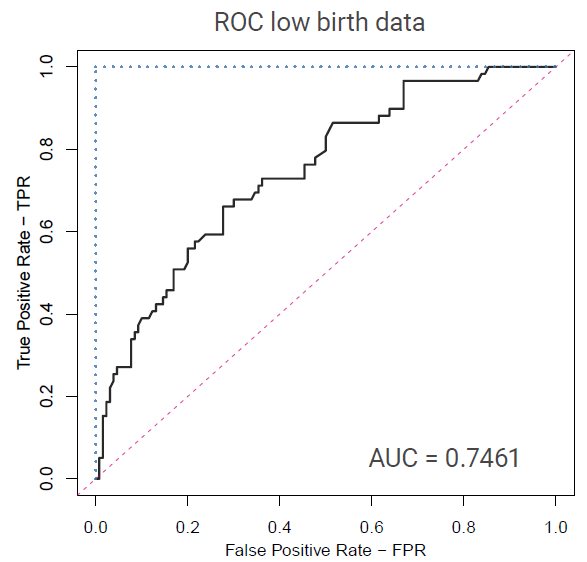 ROC low birth data
True Positive Rate − TPR
1.0
0.8
0.6
0.4
0.2
0.0
AUC = 0.7461
0.0 0.2 0.4 0.6 0.8 1.0
False Positive Rate − FPR